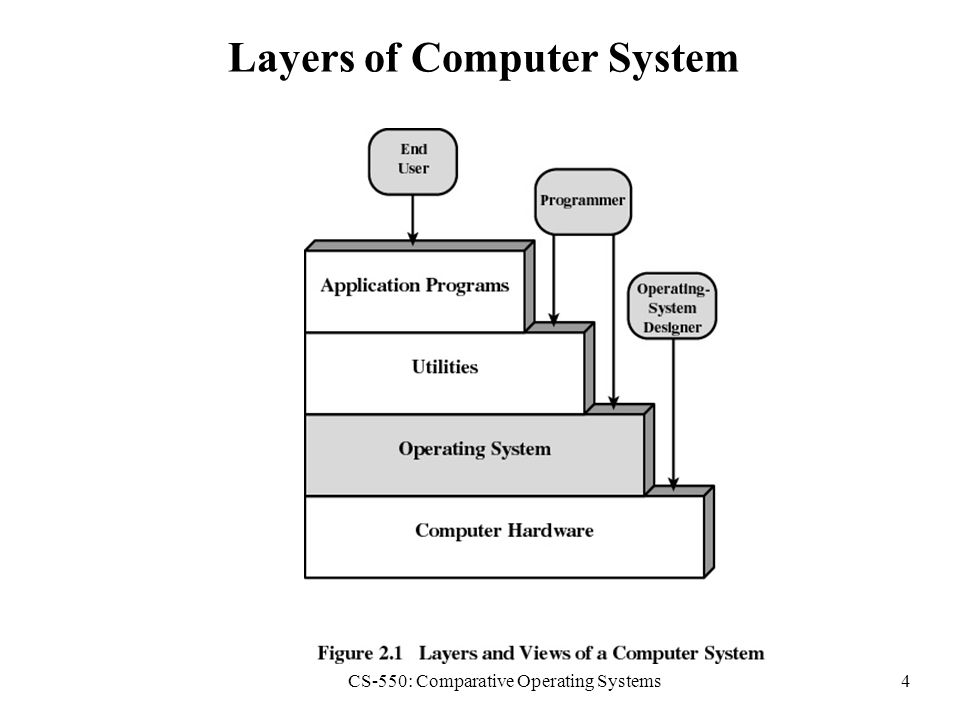 Layers of Computer System
End
User
Programmer
Operating-
System
Designer
Application Programs
Utilities
Operating System
Computer Hardware
Figure 2.1 Layers and Views of a Computer System
CS-550: Comparative Operating Systems
4